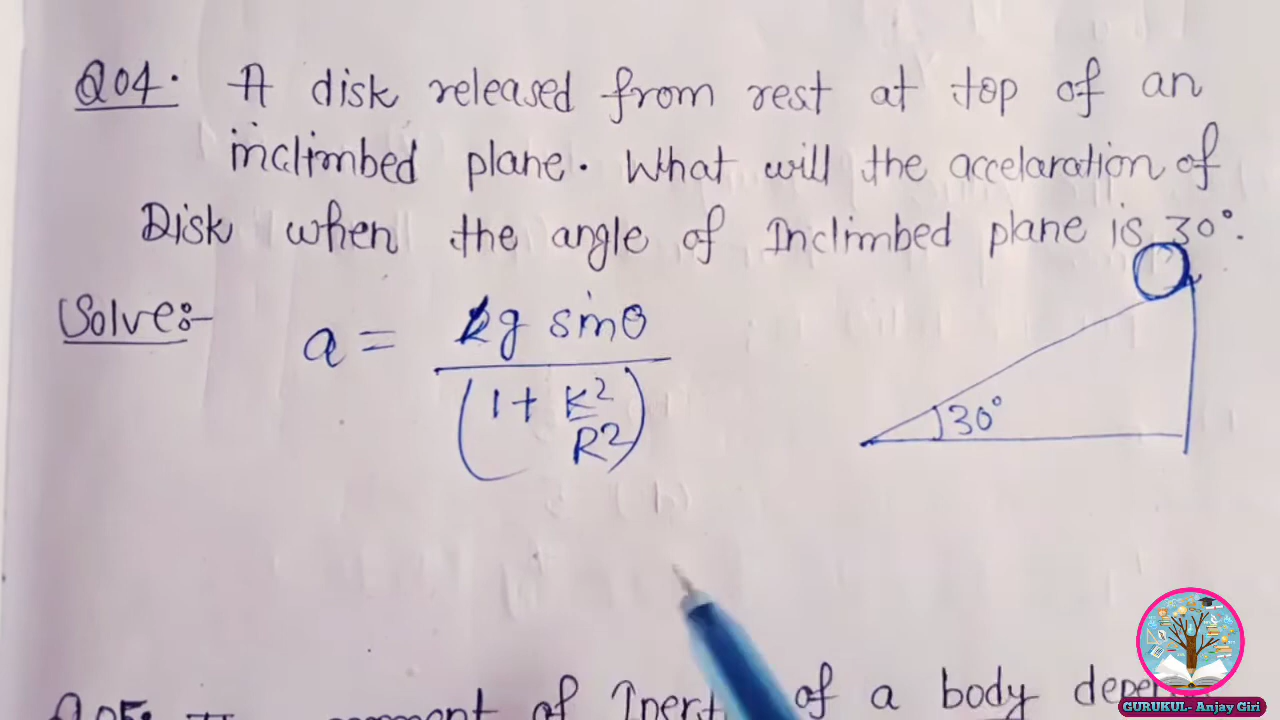 Q04. A disk released from rest at top of an
inclimbed plane. What will the accelaration of
Disk when the angle of Inclimbed plane is 30°.
Solve:-
a = g sinθ
(1 + K²
R²)
30°
of a body
GURUKUL- Anjay Giri